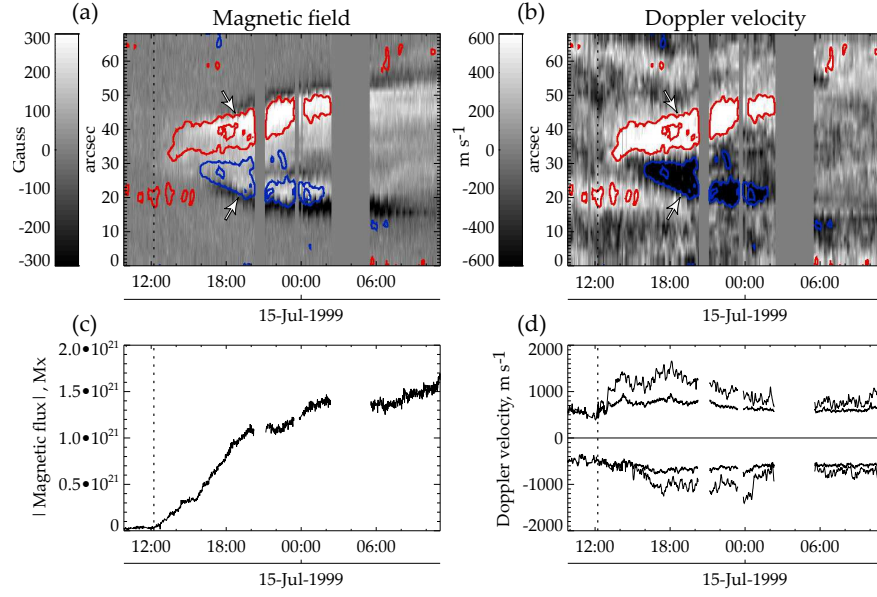 (a) Magnetic field
300
200
100
0
-100
-200
-300
Gauss
60
50
40
30
20
10
0
arcsec
12:00 18:00 00:00 06:00
15-Jul-1999
(b) Doppler velocity
600
400
200
0
-200
-400
-600
m s-1
60
50
40
30
20
10
0
arcsec
12:00 18:00 00:00 06:00
15-Jul-1999
(c)
2.0•10²¹
1.5•10²¹
1.0•10²¹
0.5•10²¹
0
| Magnetic flux | , Mx
12:00 18:00 00:00 06:00
15-Jul-1999
(d)
2000
1000
0
-1000
-2000
Doppler velocity, m s-1
12:00 18:00 00:00 06:00
15-Jul-1999